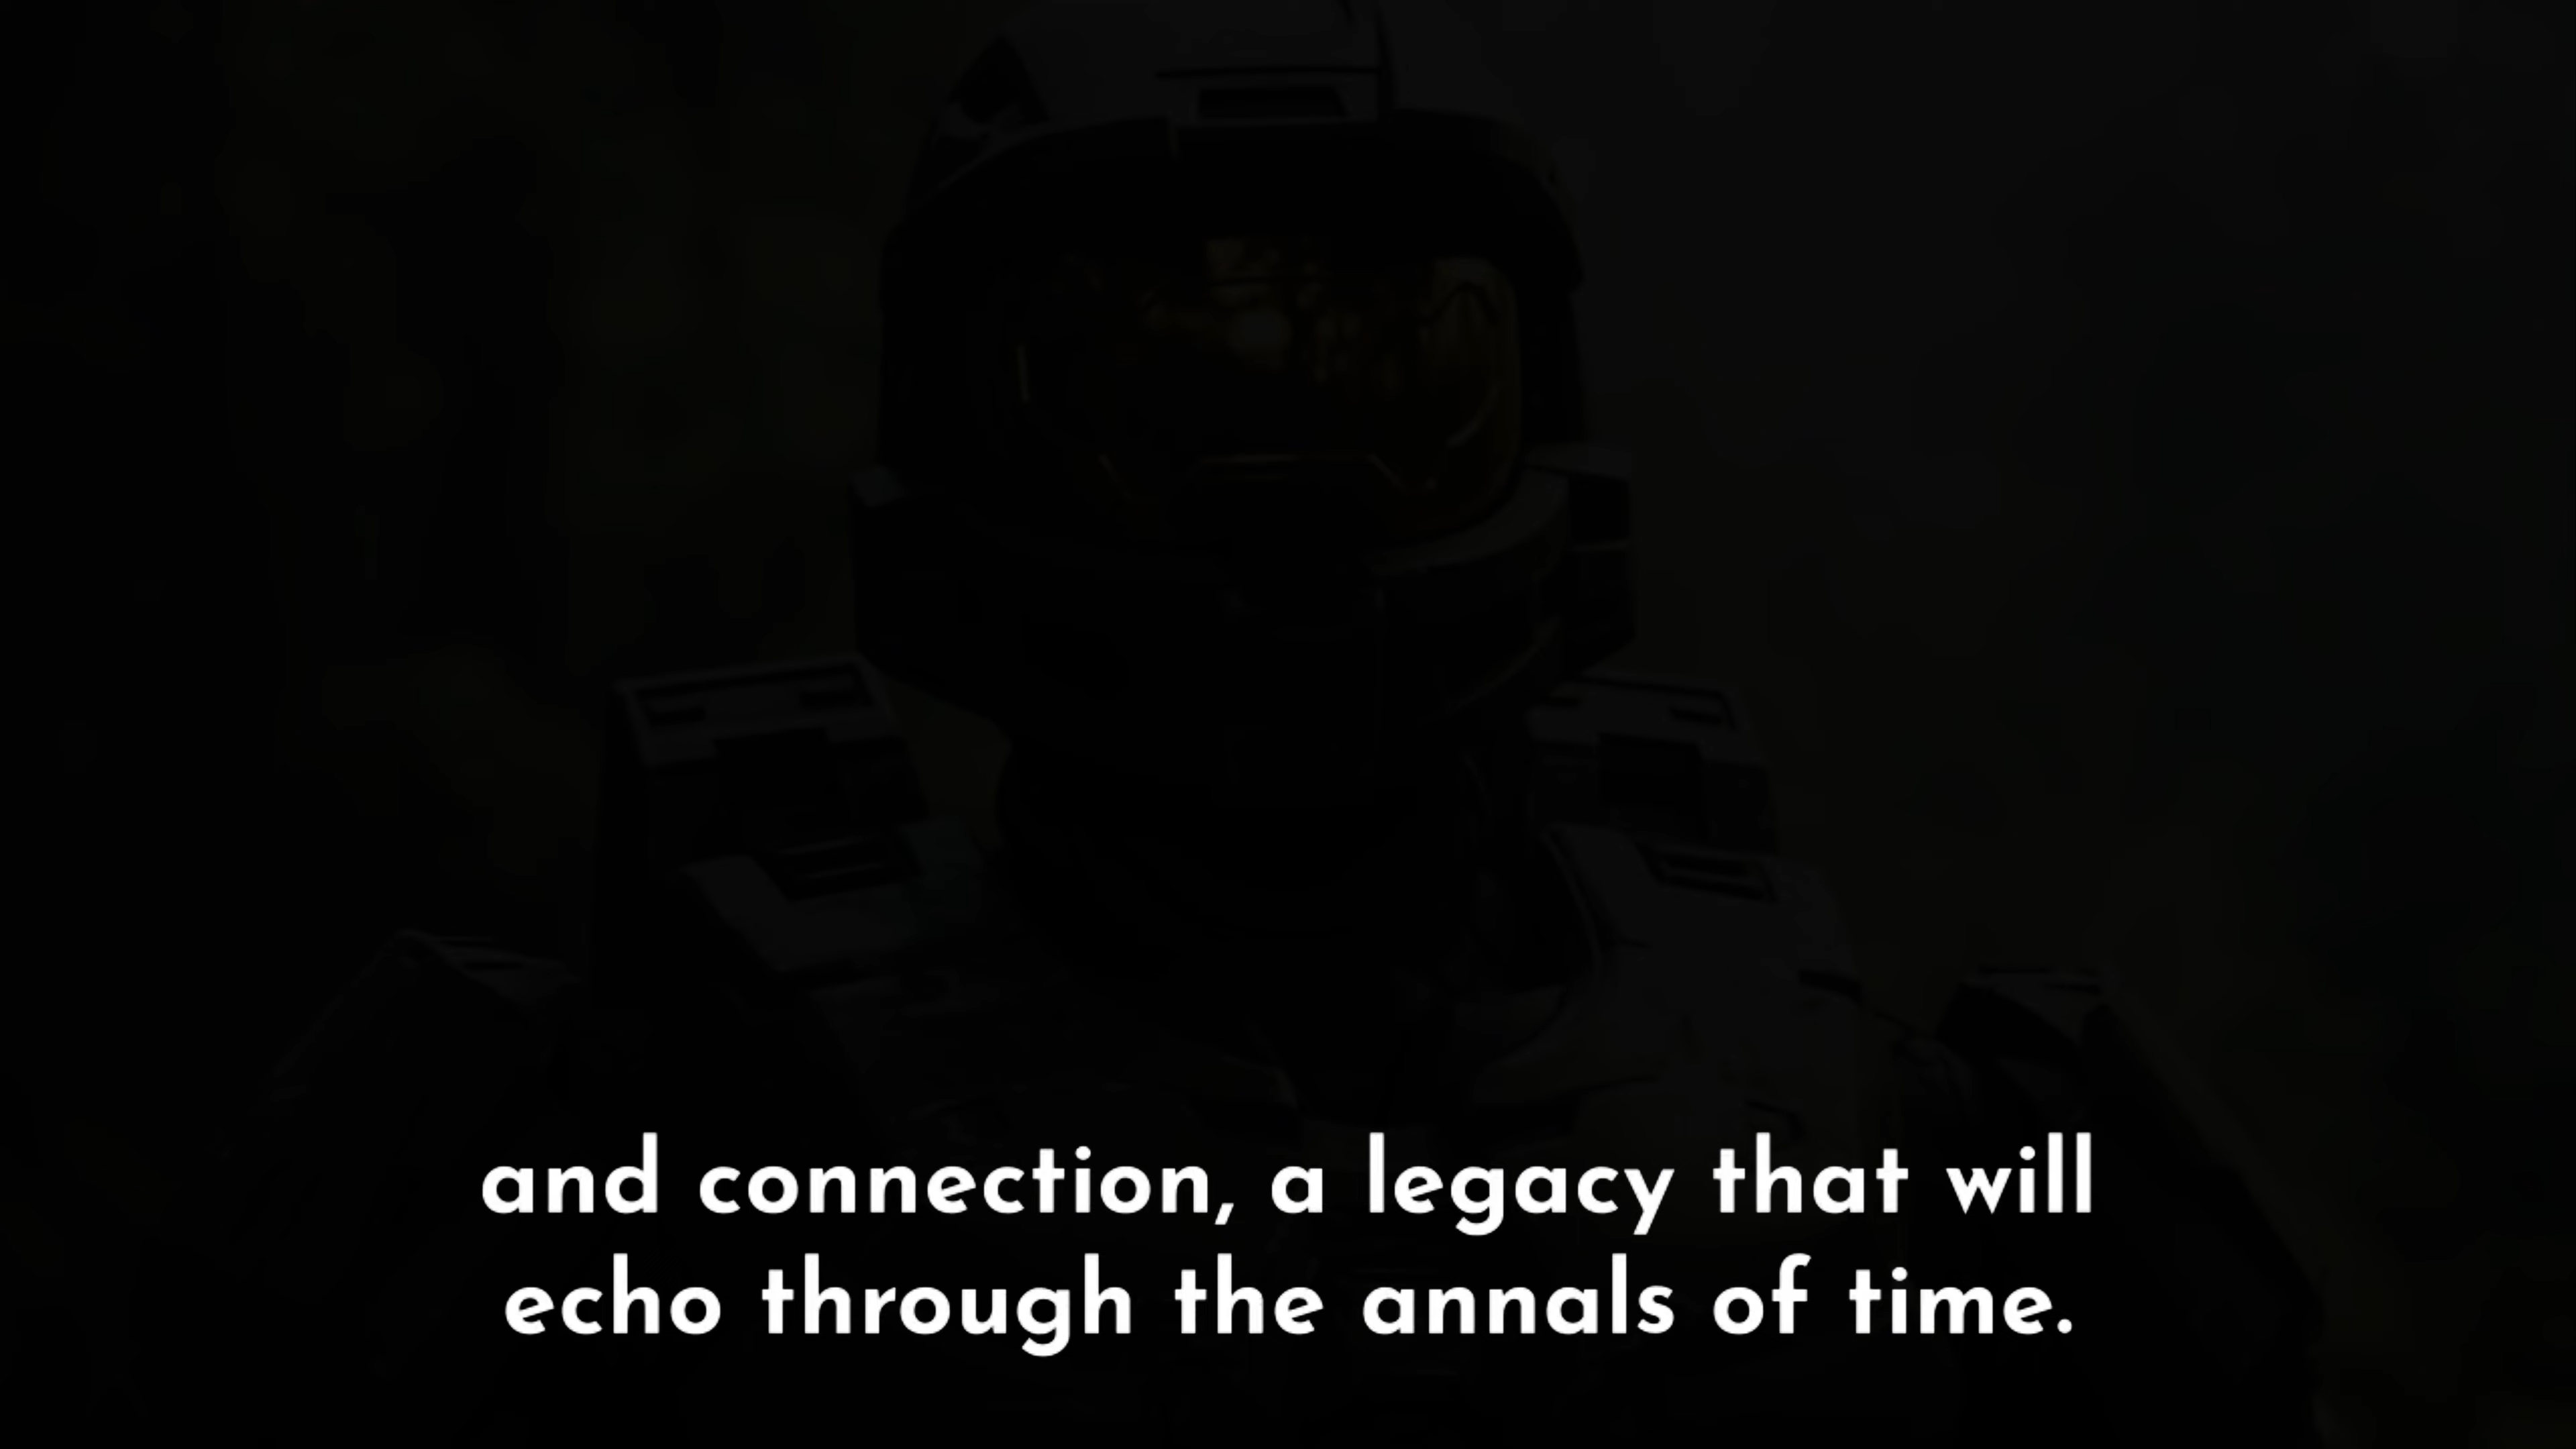 and connection, a legacy that will
echo through the annals of time.